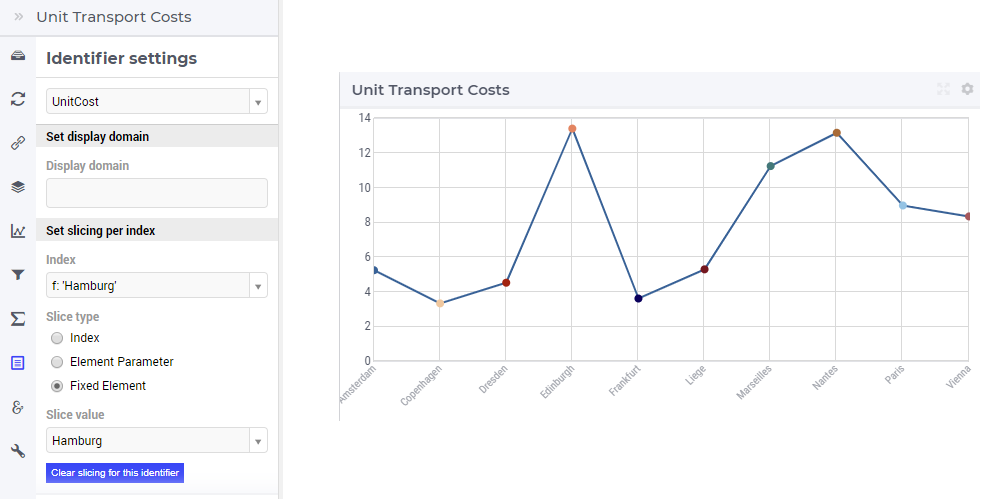 Unit Transport Costs
Identifier settings
UnitCost
Set display domain
Display domain
Set slicing per index
Index
f: 'Hamburg'
Slice type
Index
Element Parameter
Fixed Element
Slice value
Hamburg
Clear slicing for this identifier
Unit Transport Costs
14
12
10
8
6
4
2
0
Amsterdam
Copenhagen
Dresden
Edinburgh
Frankfurt
Liege
Marseilles
Nantes
Paris
Vienna